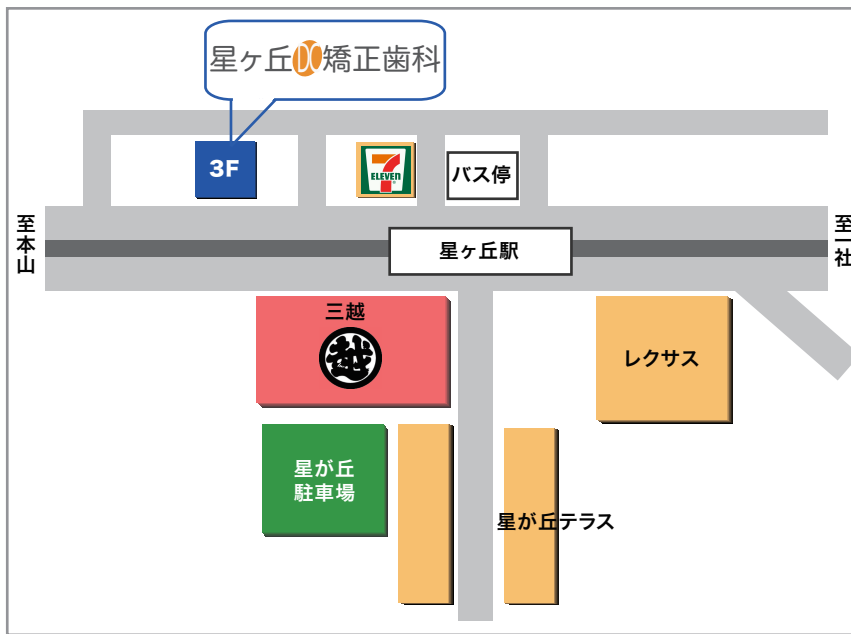 星ヶ丘DC矯正歯科
3F
7
ELEVEN
バス停
至本山
星ヶ丘駅
至一社
三越
越
レクサス
星が丘
駐車場
星が丘テラス